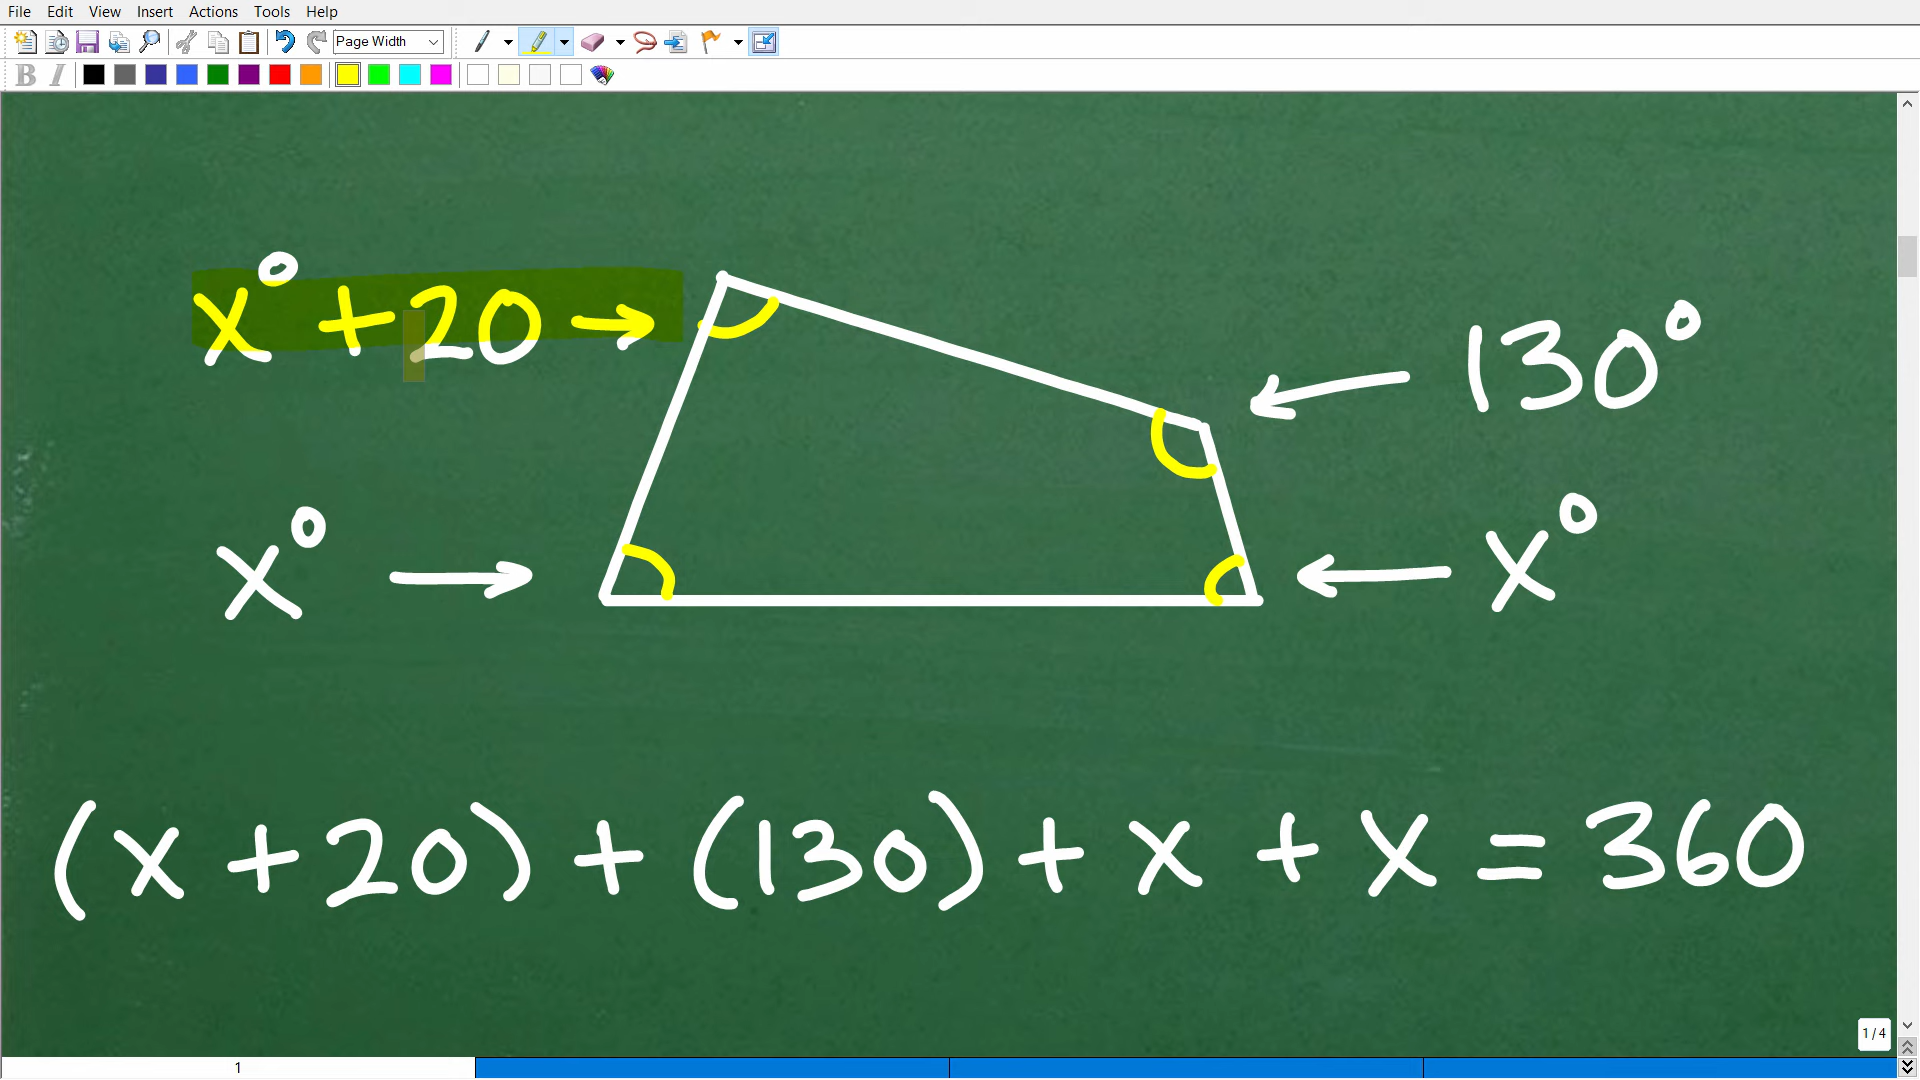 File Edit View Insert Actions Tools Help
Page Width
B I
x° + 20 →
130°
x°
x°
(x + 20) + (130) + x + x = 360
1 / 4
1